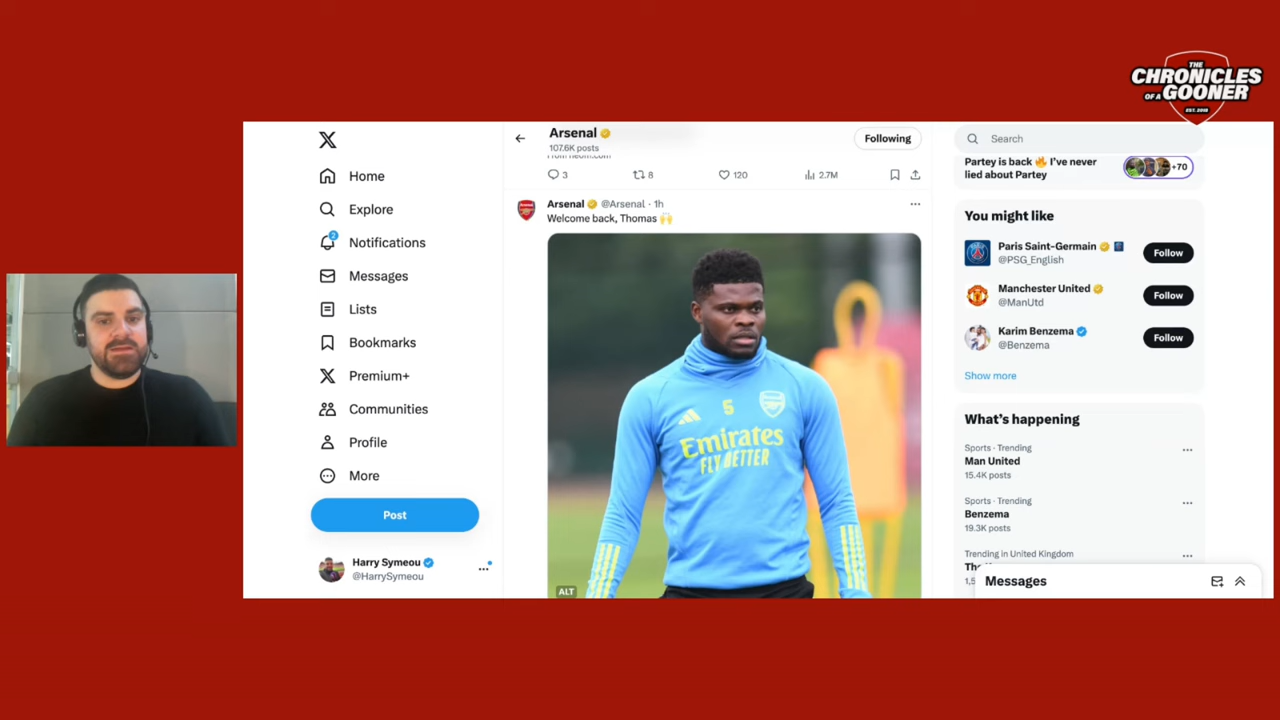 THE
CHRONICLES
OF A GOONER
EST. 2018
X
Home
Explore
2
Notifications
Messages
Lists
Bookmarks
Premium+
Communities
Profile
More
Post
Harry Symeou
@HarrySymeou
Arsenal
107.6K posts
Following
From neom.com
3
8
120
2.7M
Arsenal @Arsenal · 1h
Welcome back, Thomas 🙌
5
Emirates
FLY BETTER
ALT
Search
Partey is back 🔥 I've never
lied about Partey
+70
You might like
Paris Saint-Germain
@PSG_English
Follow
Manchester United
@ManUtd
Follow
Karim Benzema
@Benzema
Follow
Show more
What's happening
Sports · Trending
Man United
15.4K posts
Sports · Trending
Benzema
19.3K posts
Trending in United Kingdom
Messages